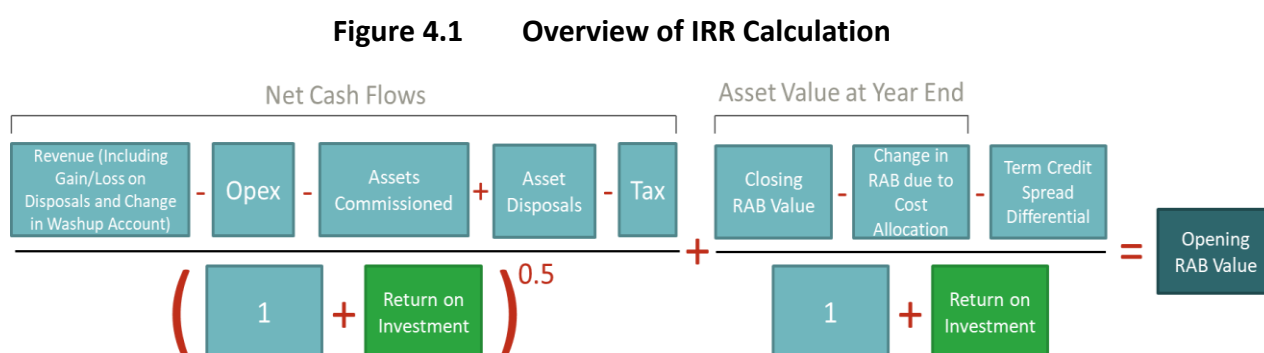 Figure 4.1 Overview of IRR Calculation
Net Cash Flows
Asset Value at Year End
Revenue (Including
Gain/Loss on
Disposals and Change
in Washup Account)
-
Opex
-
Assets
Commissioned
+
Asset
Disposals
-
Tax
(
1
+
Return on
Investment
)
0.5
+
Closing
RAB Value
-
Change in
RAB due to
Cost
Allocation
-
Term Credit
Spread
Differential
1
+
Return on
Investment
=
Opening
RAB Value